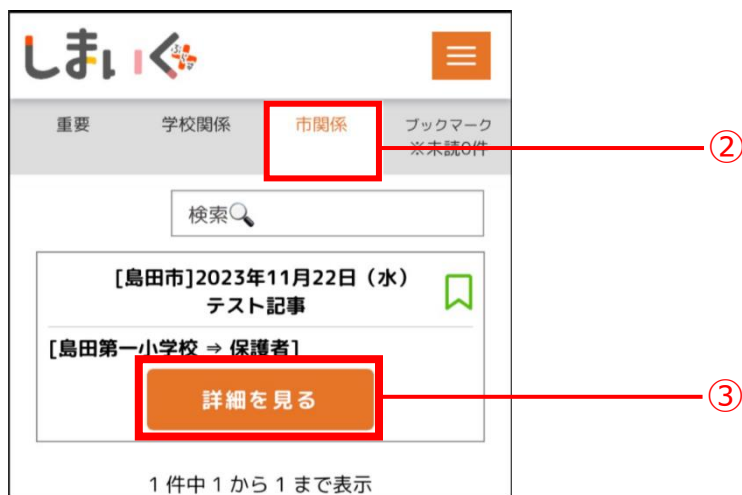 しまいく
重要 学校関係 市関係 ブックマーク
※未読0件
②
検索
[島田市]2023年11月22日（水）
テスト記事
[島田第一小学校 ⇒ 保護者]
詳細を見る
③
1 件中 1 から 1 まで表示